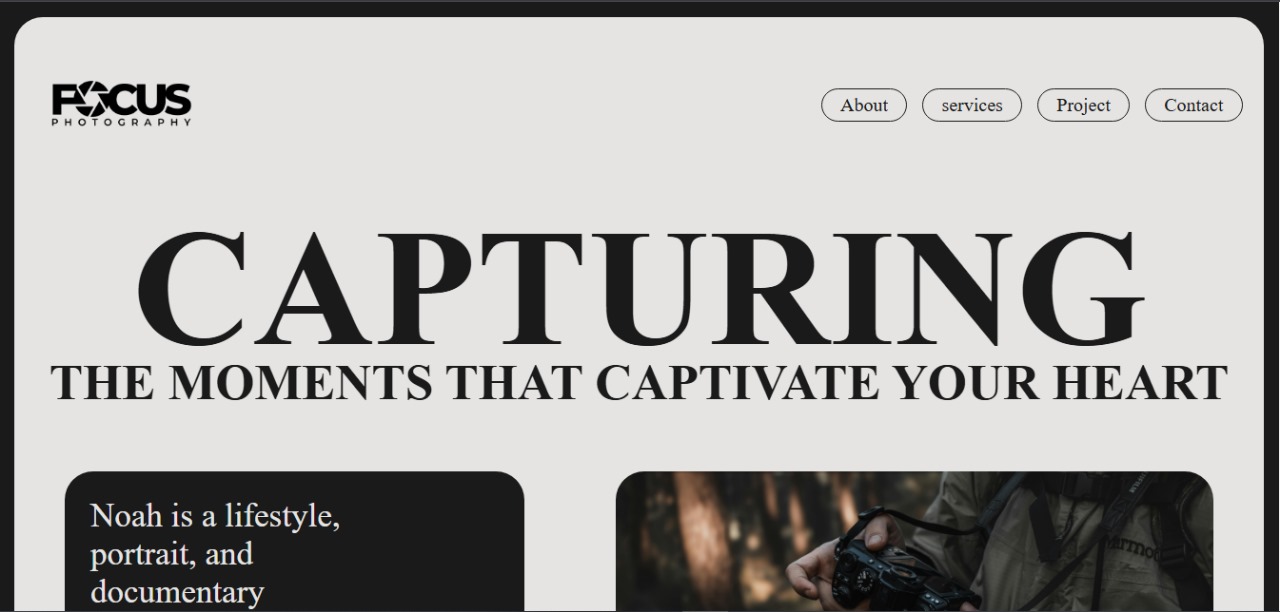 FOCUS
PHOTOGRAPHY
About services Project Contact
CAPTURING
THE MOMENTS THAT CAPTIVATE YOUR HEART
Noah is a lifestyle,
portrait, and
documentary